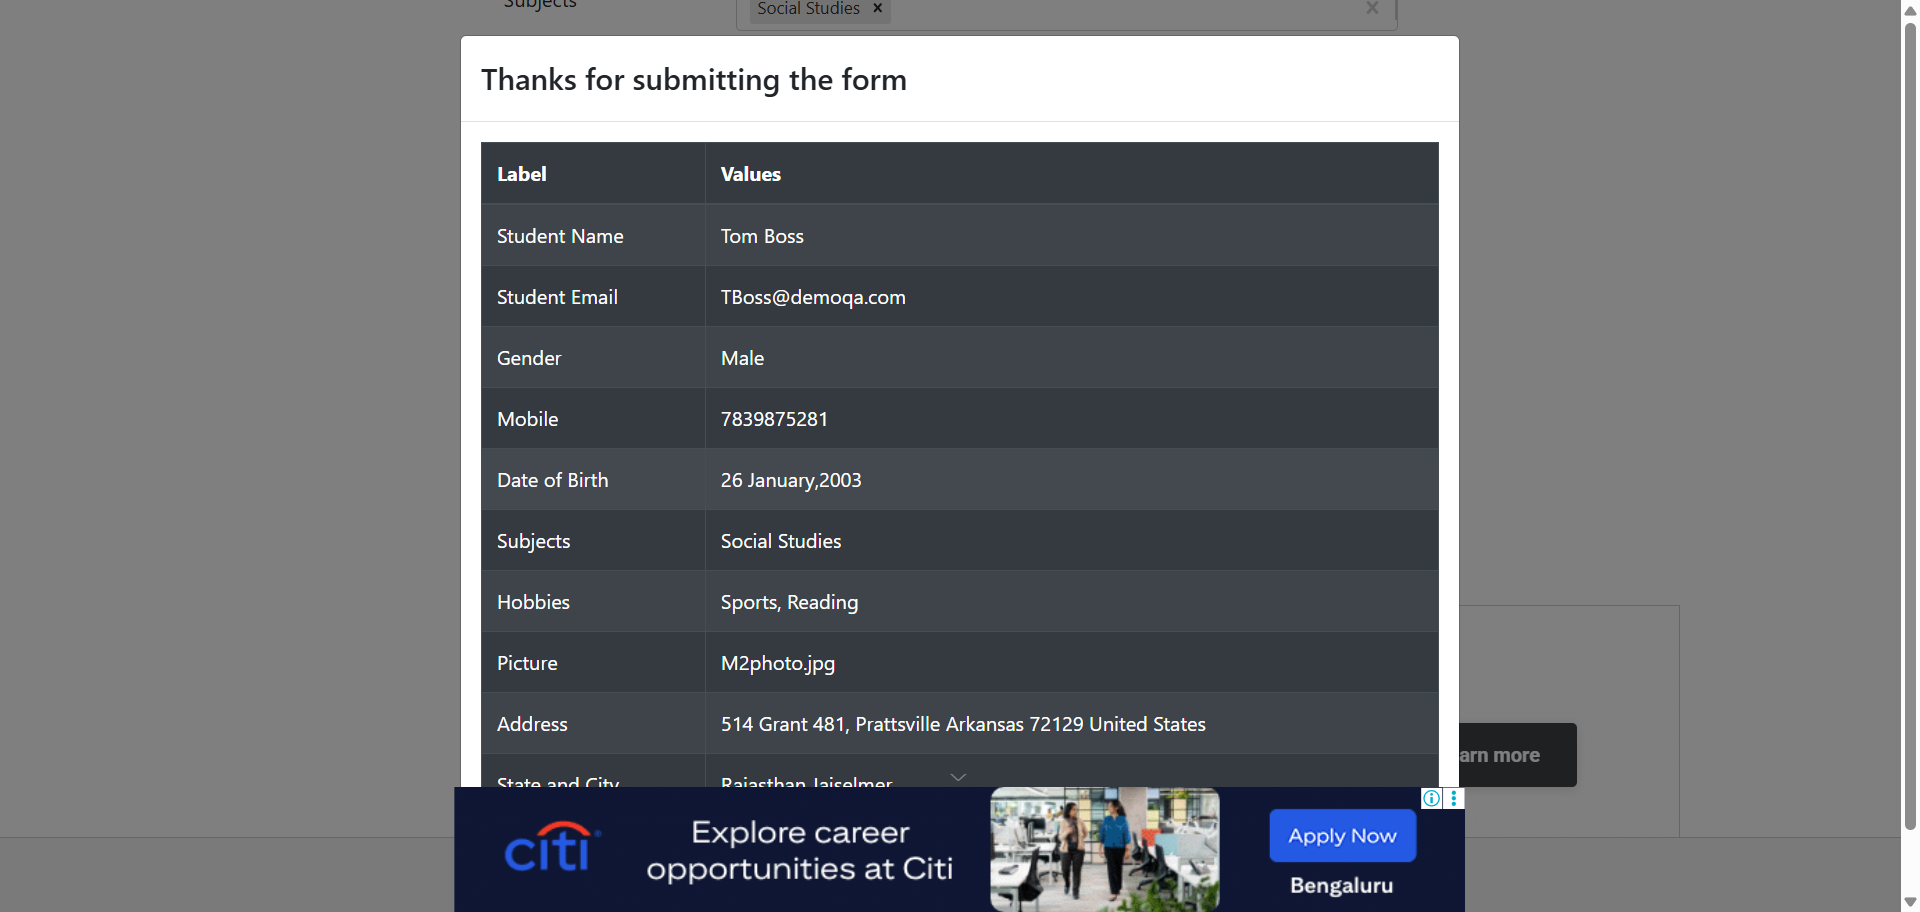 Subjects
Social Studies
Thanks for submitting the form
Label Values
Student Name Tom Boss
Student Email TBoss@demoqa.com
Gender Male
Mobile 7839875281
Date of Birth 26 January,2003
Subjects Social Studies
Hobbies Sports, Reading
Picture M2photo.jpg
Address 514 Grant 481, Prattsville Arkansas 72129 United States
arn more
State and City Rajasthan Jaiselmer
citi
Explore career
opportunities at Citi
Apply Now
Bengaluru